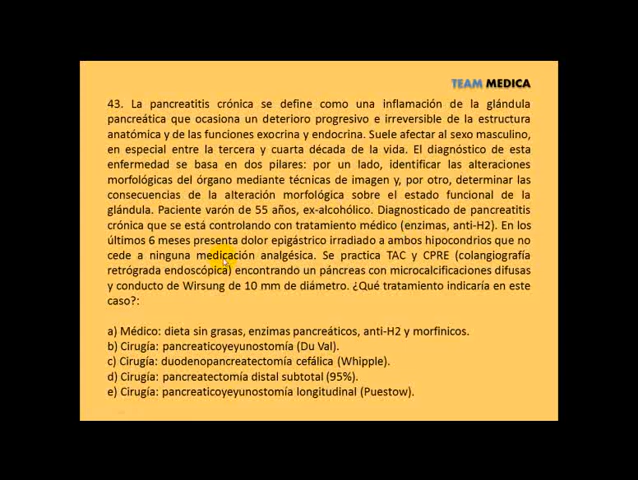 TEAM MEDICA
43. La pancreatitis crónica se define como una inflamación de la glándula
pancreática que ocasiona un deterioro progresivo e irreversible de la estructura
anatómica y de las funciones exocrina y endocrina. Suele afectar al sexo masculino,
en especial entre la tercera y cuarta década de la vida. El diagnóstico de esta
enfermedad se basa en dos pilares: por un lado, identificar las alteraciones
morfológicas del órgano mediante técnicas de imagen y, por otro, determinar las
consecuencias de la alteración morfológica sobre el estado funcional de la
glándula. Paciente varón de 55 años, ex-alcohólico. Diagnosticado de pancreatitis
crónica que se está controlando con tratamiento médico (enzimas, anti-H2). En los
últimos 6 meses presenta dolor epigástrico irradiado a ambos hipocondrios que no
cede a ninguna medicación analgésica. Se practica TAC y CPRE (colangiografía
retrógrada endoscópica) encontrando un páncreas con microcalcificaciones difusas
y conducto de Wirsung de 10 mm de diámetro. ¿Qué tratamiento indicaría en este
caso?:
a) Médico: dieta sin grasas, enzimas pancreáticos, anti-H2 y morfínicos.
b) Cirugía: pancreaticoyeyunostomía (Du Val).
c) Cirugía: duodenopancreatectomía cefálica (Whipple).
d) Cirugía: pancreatectomía distal subtotal (95%).
e) Cirugía: pancreaticoyeyunostomía longitudinal (Puestow).